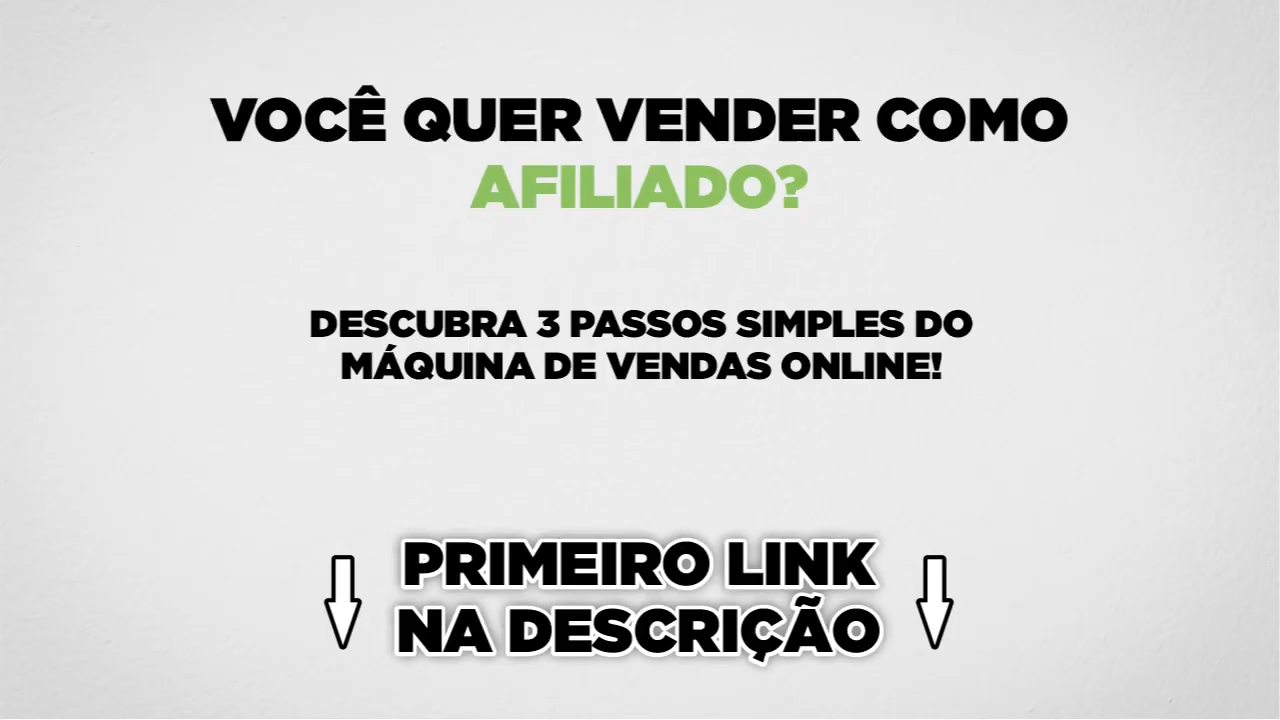 VOCÊ QUER VENDER COMO
AFILIADO?
DESCUBRA 3 PASSOS SIMPLES DO
MÁQUINA DE VENDAS ONLINE!
PRIMEIRO LINK
NA DESCRIÇÃO